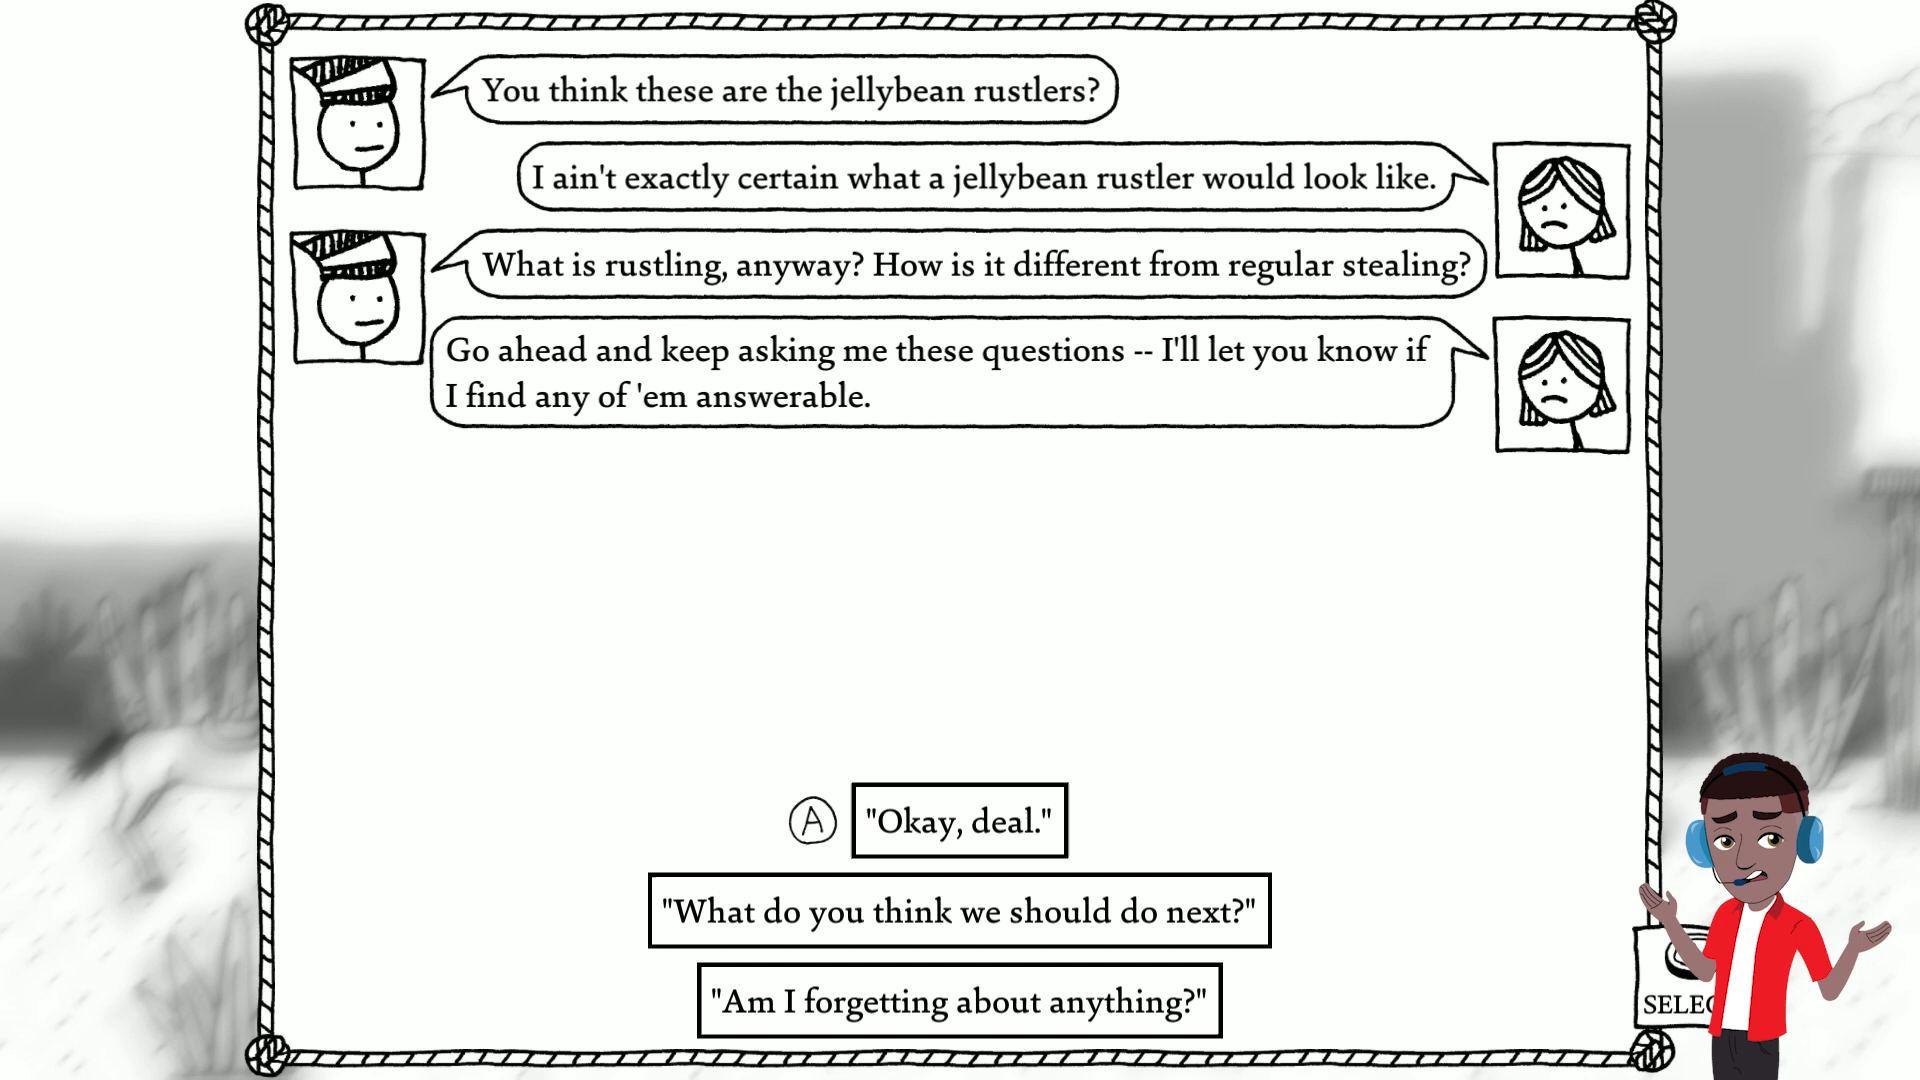 You think these are the jellybean rustlers?
I ain't exactly certain what a jellybean rustler would look like.
What is rustling, anyway? How is it different from regular stealing?
Go ahead and keep asking me these questions -- I'll let you know if
I find any of 'em answerable.
A
"Okay, deal."
"What do you think we should do next?"
"Am I forgetting about anything?"